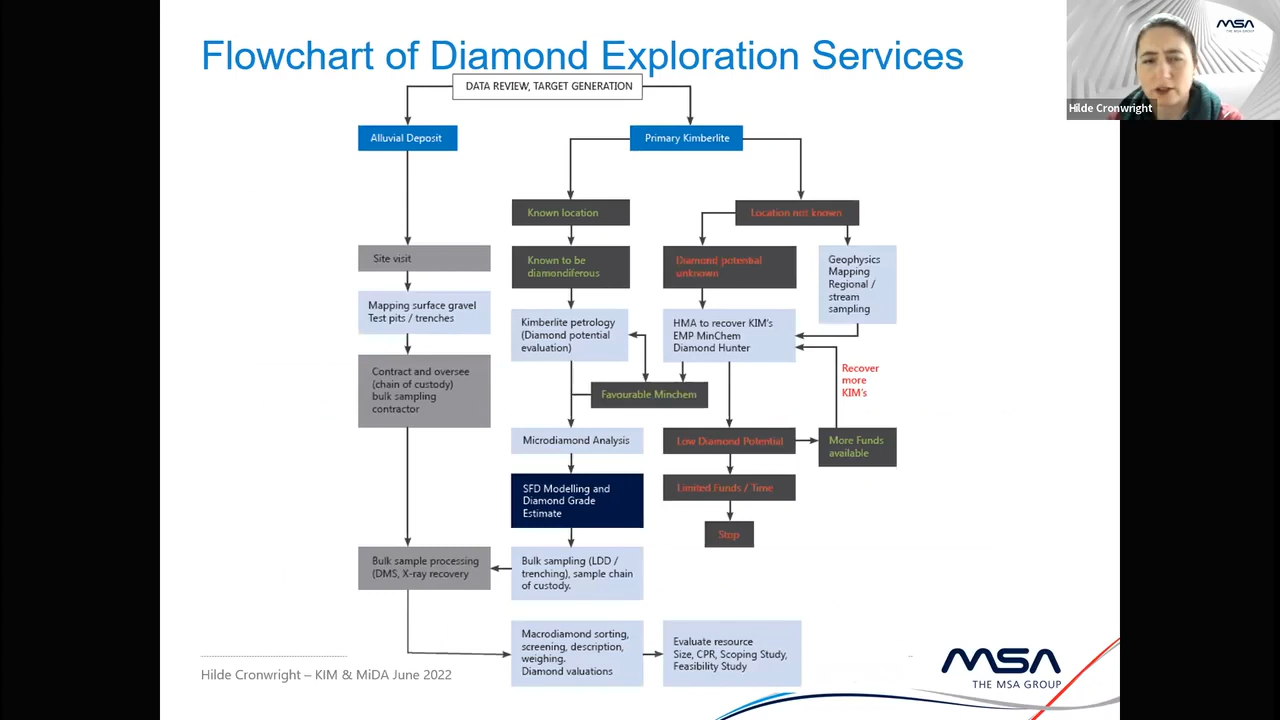 Flowchart of Diamond Exploration Services
MSA
THE MSA GROUP
Hilde Cronwright
DATA REVIEW, TARGET GENERATION
Alluvial Deposit
Primary Kimberlite
Known location
Location not known
Site visit
Known to be
diamondiferous
Diamond potential
unknown
Geophysics
Mapping
Regional /
stream
sampling
Mapping surface gravel
Test pits / trenches
Kimberlite petrology
(Diamond potential
evaluation)
HMA to recover KIM's
EMP MinChem
Diamond Hunter
Contract and oversee
(chain of custody)
bulk sampling
contractor
Recover
more
KIM's
Favourable Minchem
Microdiamond Analysis
Low Diamond Potential
More Funds
available
SFD Modelling and
Diamond Grade
Estimate
Limited Funds / Time
Stop
Bulk sample processing
(DMS, X-ray recovery
Bulk sampling (LDD /
trenching), sample chain
of custody.
Macrodiamond sorting,
screening, description,
weighing.
Diamond valuations
Evaluate resource
Size, CPR, Scoping Study,
Feasibility Study
Hilde Cronwright – KIM & MiDA June 2022
MSA
THE MSA GROUP